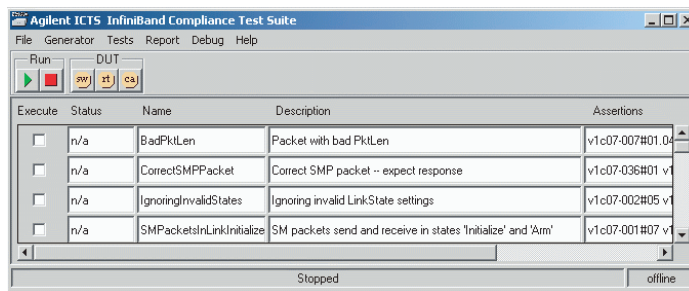 Agilent ICTS InfiniBand Compliance Test Suite
File Generator Tests Report Debug Help
Run DUT
sw rt ca
Execute Status Name Description Assertions
n/a BadPktLen Packet with bad PktLen v1c07-007#01.04
n/a CorrectSMPPacket Correct SMP packet -- expect response v1c07-036#01 v1
n/a IgnoringInvalidStates Ignoring invalid LinkState settings v1c07-002#05 v1
n/a SMPacketsInLinkInitialize SM packets send and receive in states 'Initialize' and 'Arm' v1c07-001#07 v1
Stopped offline